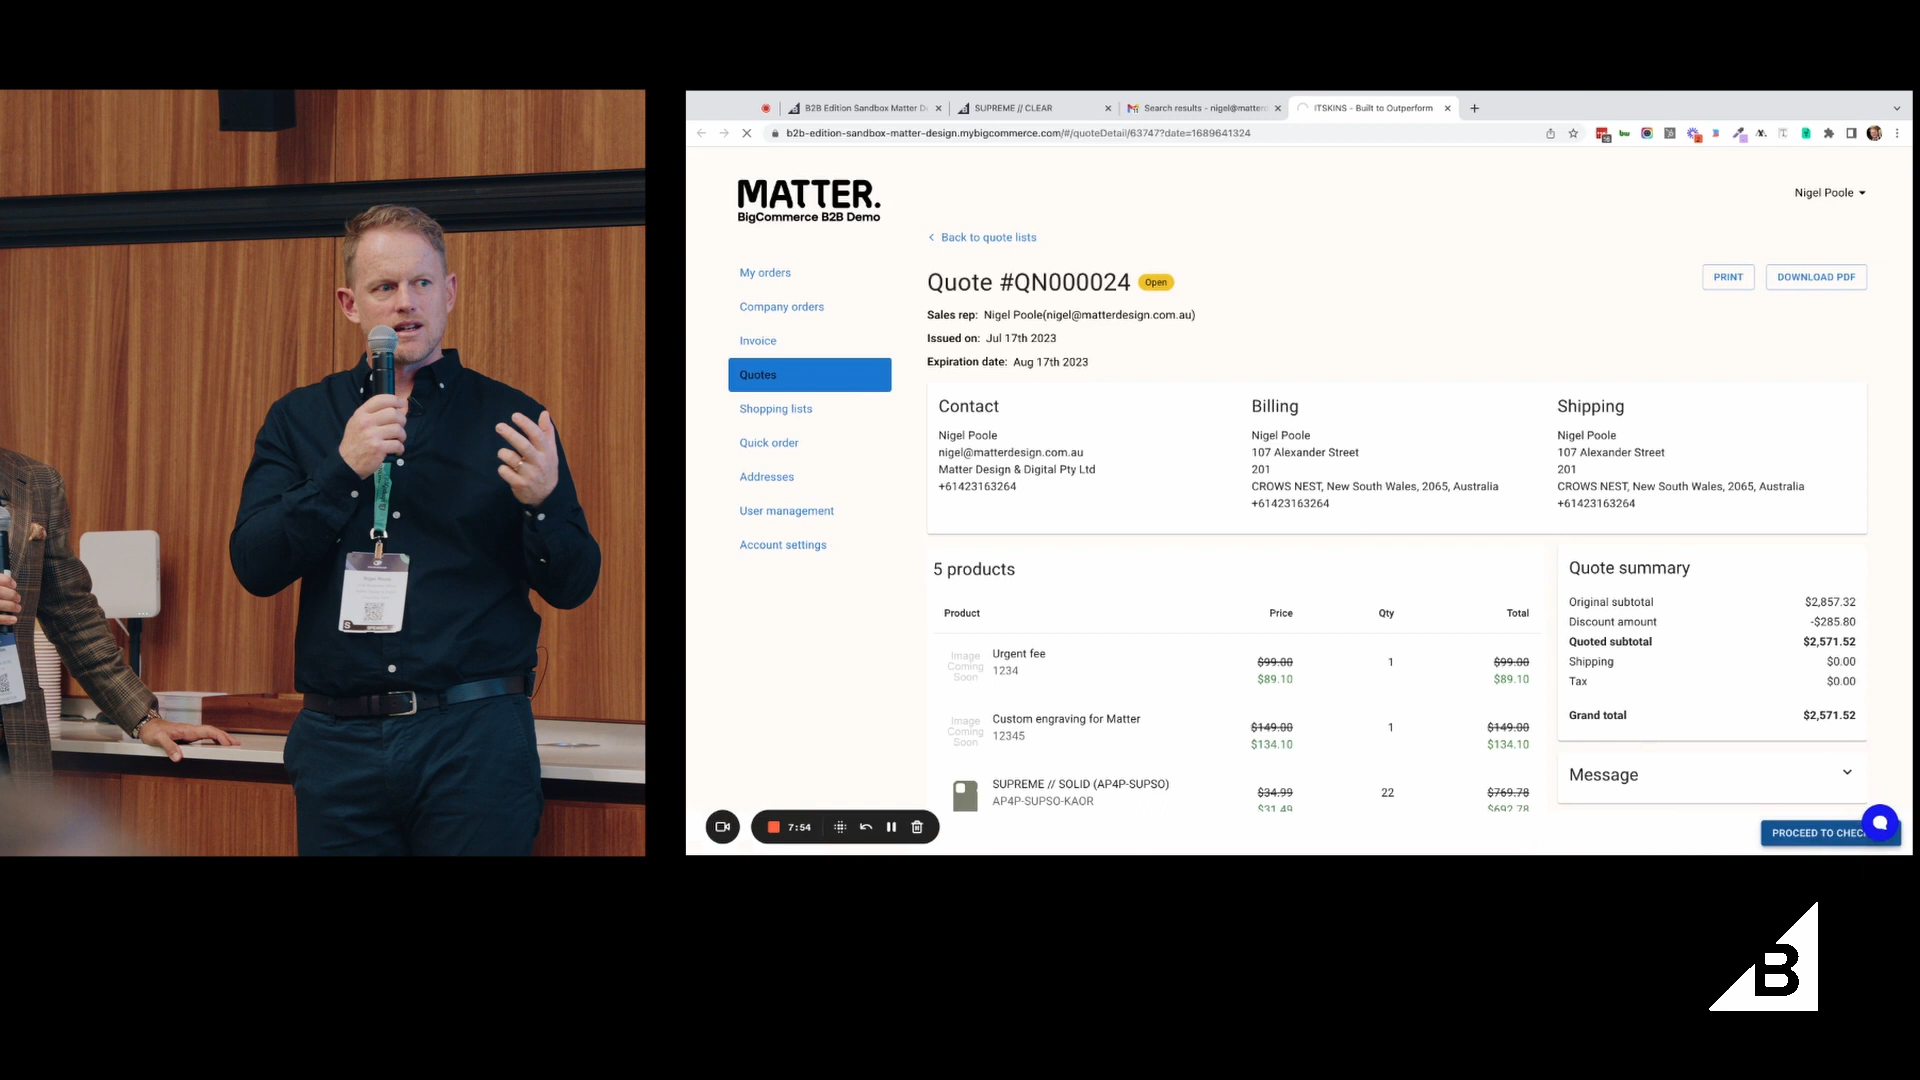 B2B Edition Sandbox Matter D
SUPREME // CLEAR
Search results - nigel@matter
ITSKINS - Built to Outperform
b2b-edition-sandbox-matter-design.mybigcommerce.com/#/quoteDetail/63747?date=1689641324
MATTER.
BigCommerce B2B Demo
Nigel Poole
Back to quote lists
My orders
Company orders
Invoice
Quotes
Shopping lists
Quick order
Addresses
User management
Account settings
Quote #QN000024 Open
PRINT
DOWNLOAD PDF
Sales rep: Nigel Poole(nigel@matterdesign.com.au)
Issued on: Jul 17th 2023
Expiration date: Aug 17th 2023
Contact
Nigel Poole
nigel@matterdesign.com.au
Matter Design & Digital Pty Ltd
+61423163264
Billing
Nigel Poole
107 Alexander Street
201
CROWS NEST, New South Wales, 2065, Australia
+61423163264
Shipping
Nigel Poole
107 Alexander Street
201
CROWS NEST, New South Wales, 2065, Australia
+61423163264
5 products
Product Price Qty Total
Image
Coming
Soon
Urgent fee
1234
$99.00 1 $99.00
$89.10 $89.10
Image
Coming
Soon
Custom engraving for Matter
12345
$149.00 1 $149.00
$134.10 $134.10
SUPREME // SOLID (AP4P-SUPSO)
AP4P-SUPSO-KAOR
$34.99 22 $769.78
$31.49 $692.78
Quote summary
Original subtotal $2,857.32
Discount amount -$285.80
Quoted subtotal $2,571.52
Shipping $0.00
Tax $0.00
Grand total $2,571.52
Message
PROCEED TO CHEC
7:54
Nigel Poole
B